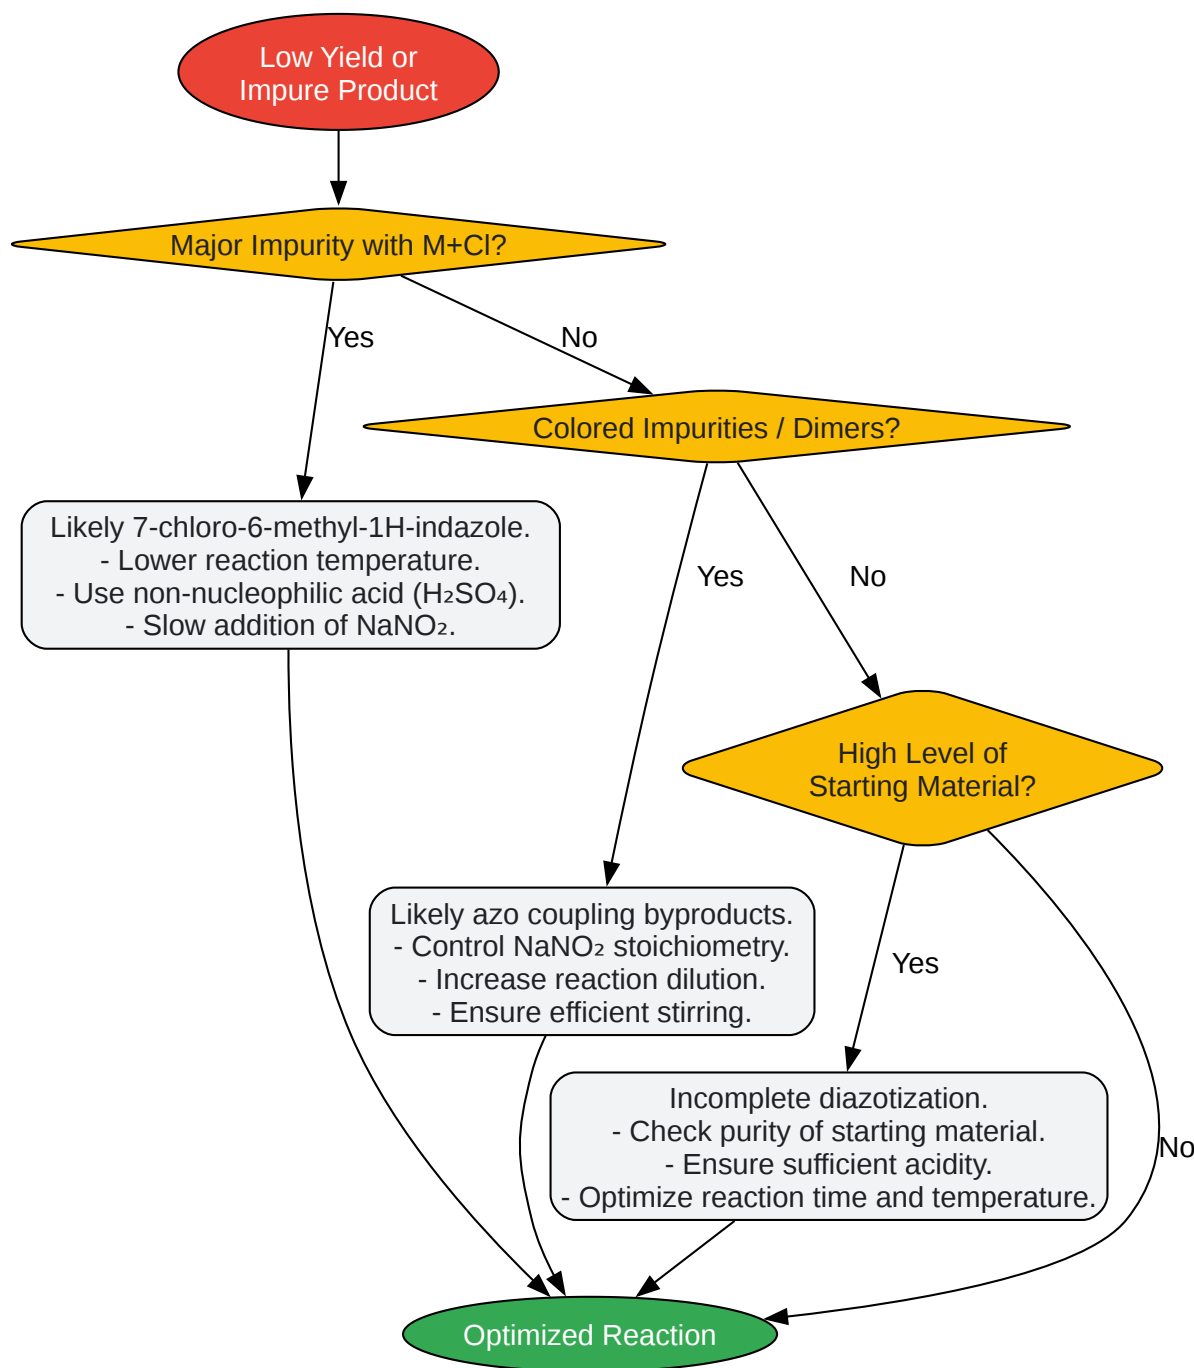 Low Yield or
Impure Product
Major Impurity with M+Cl?
Yes
No
Colored Impurities / Dimers?
Likely 7-chloro-6-methyl-1H-indazole.
- Lower reaction temperature.
- Use non-nucleophilic acid (H₂SO₄).
- Slow addition of NaNO₂.
Yes
No
High Level of
Starting Material?
Likely azo coupling byproducts.
- Control NaNO₂ stoichiometry.
- Increase reaction dilution.
- Ensure efficient stirring.
Yes
Incomplete diazotization.
- Check purity of starting material.
- Ensure sufficient acidity.
- Optimize reaction time and temperature.
No
Optimized Reaction